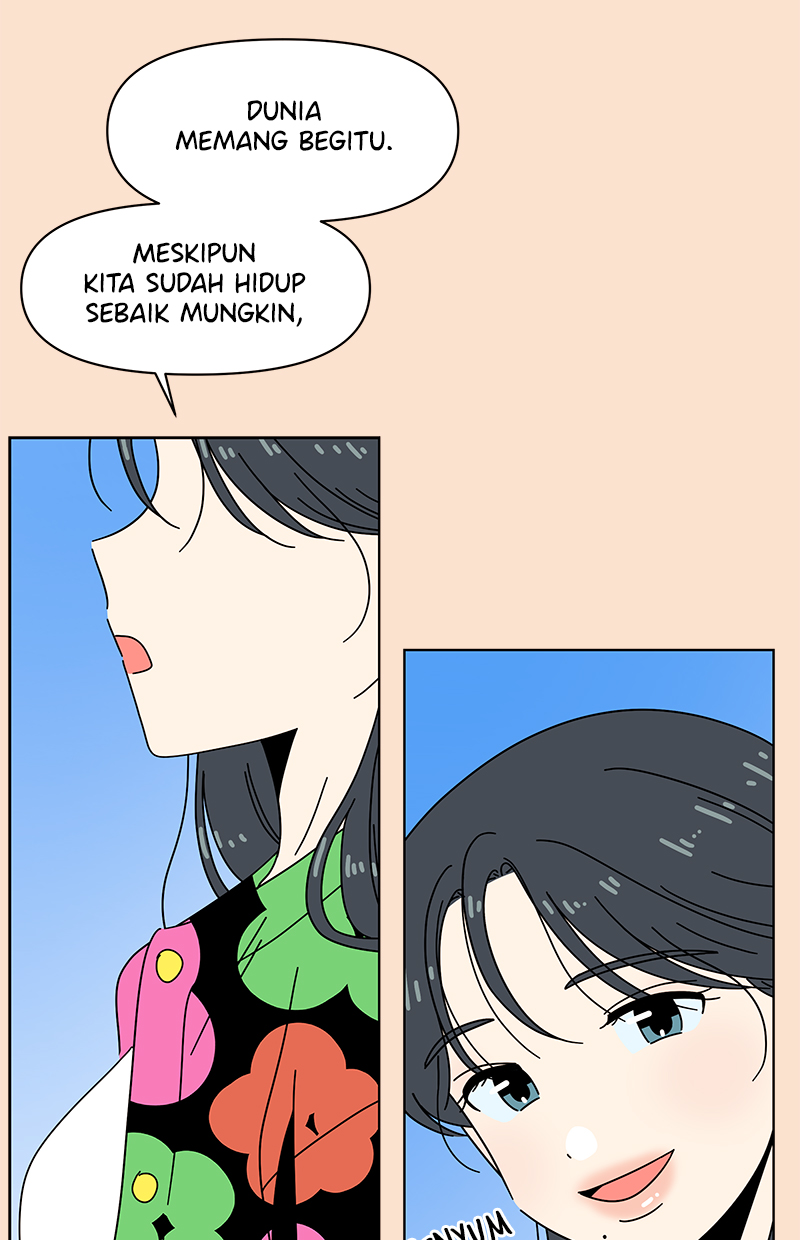 DUNIA
MEMANG BEGITU.
MESKIPUN
KITA SUDAH HIDUP
SEBAIK MUNGKIN,